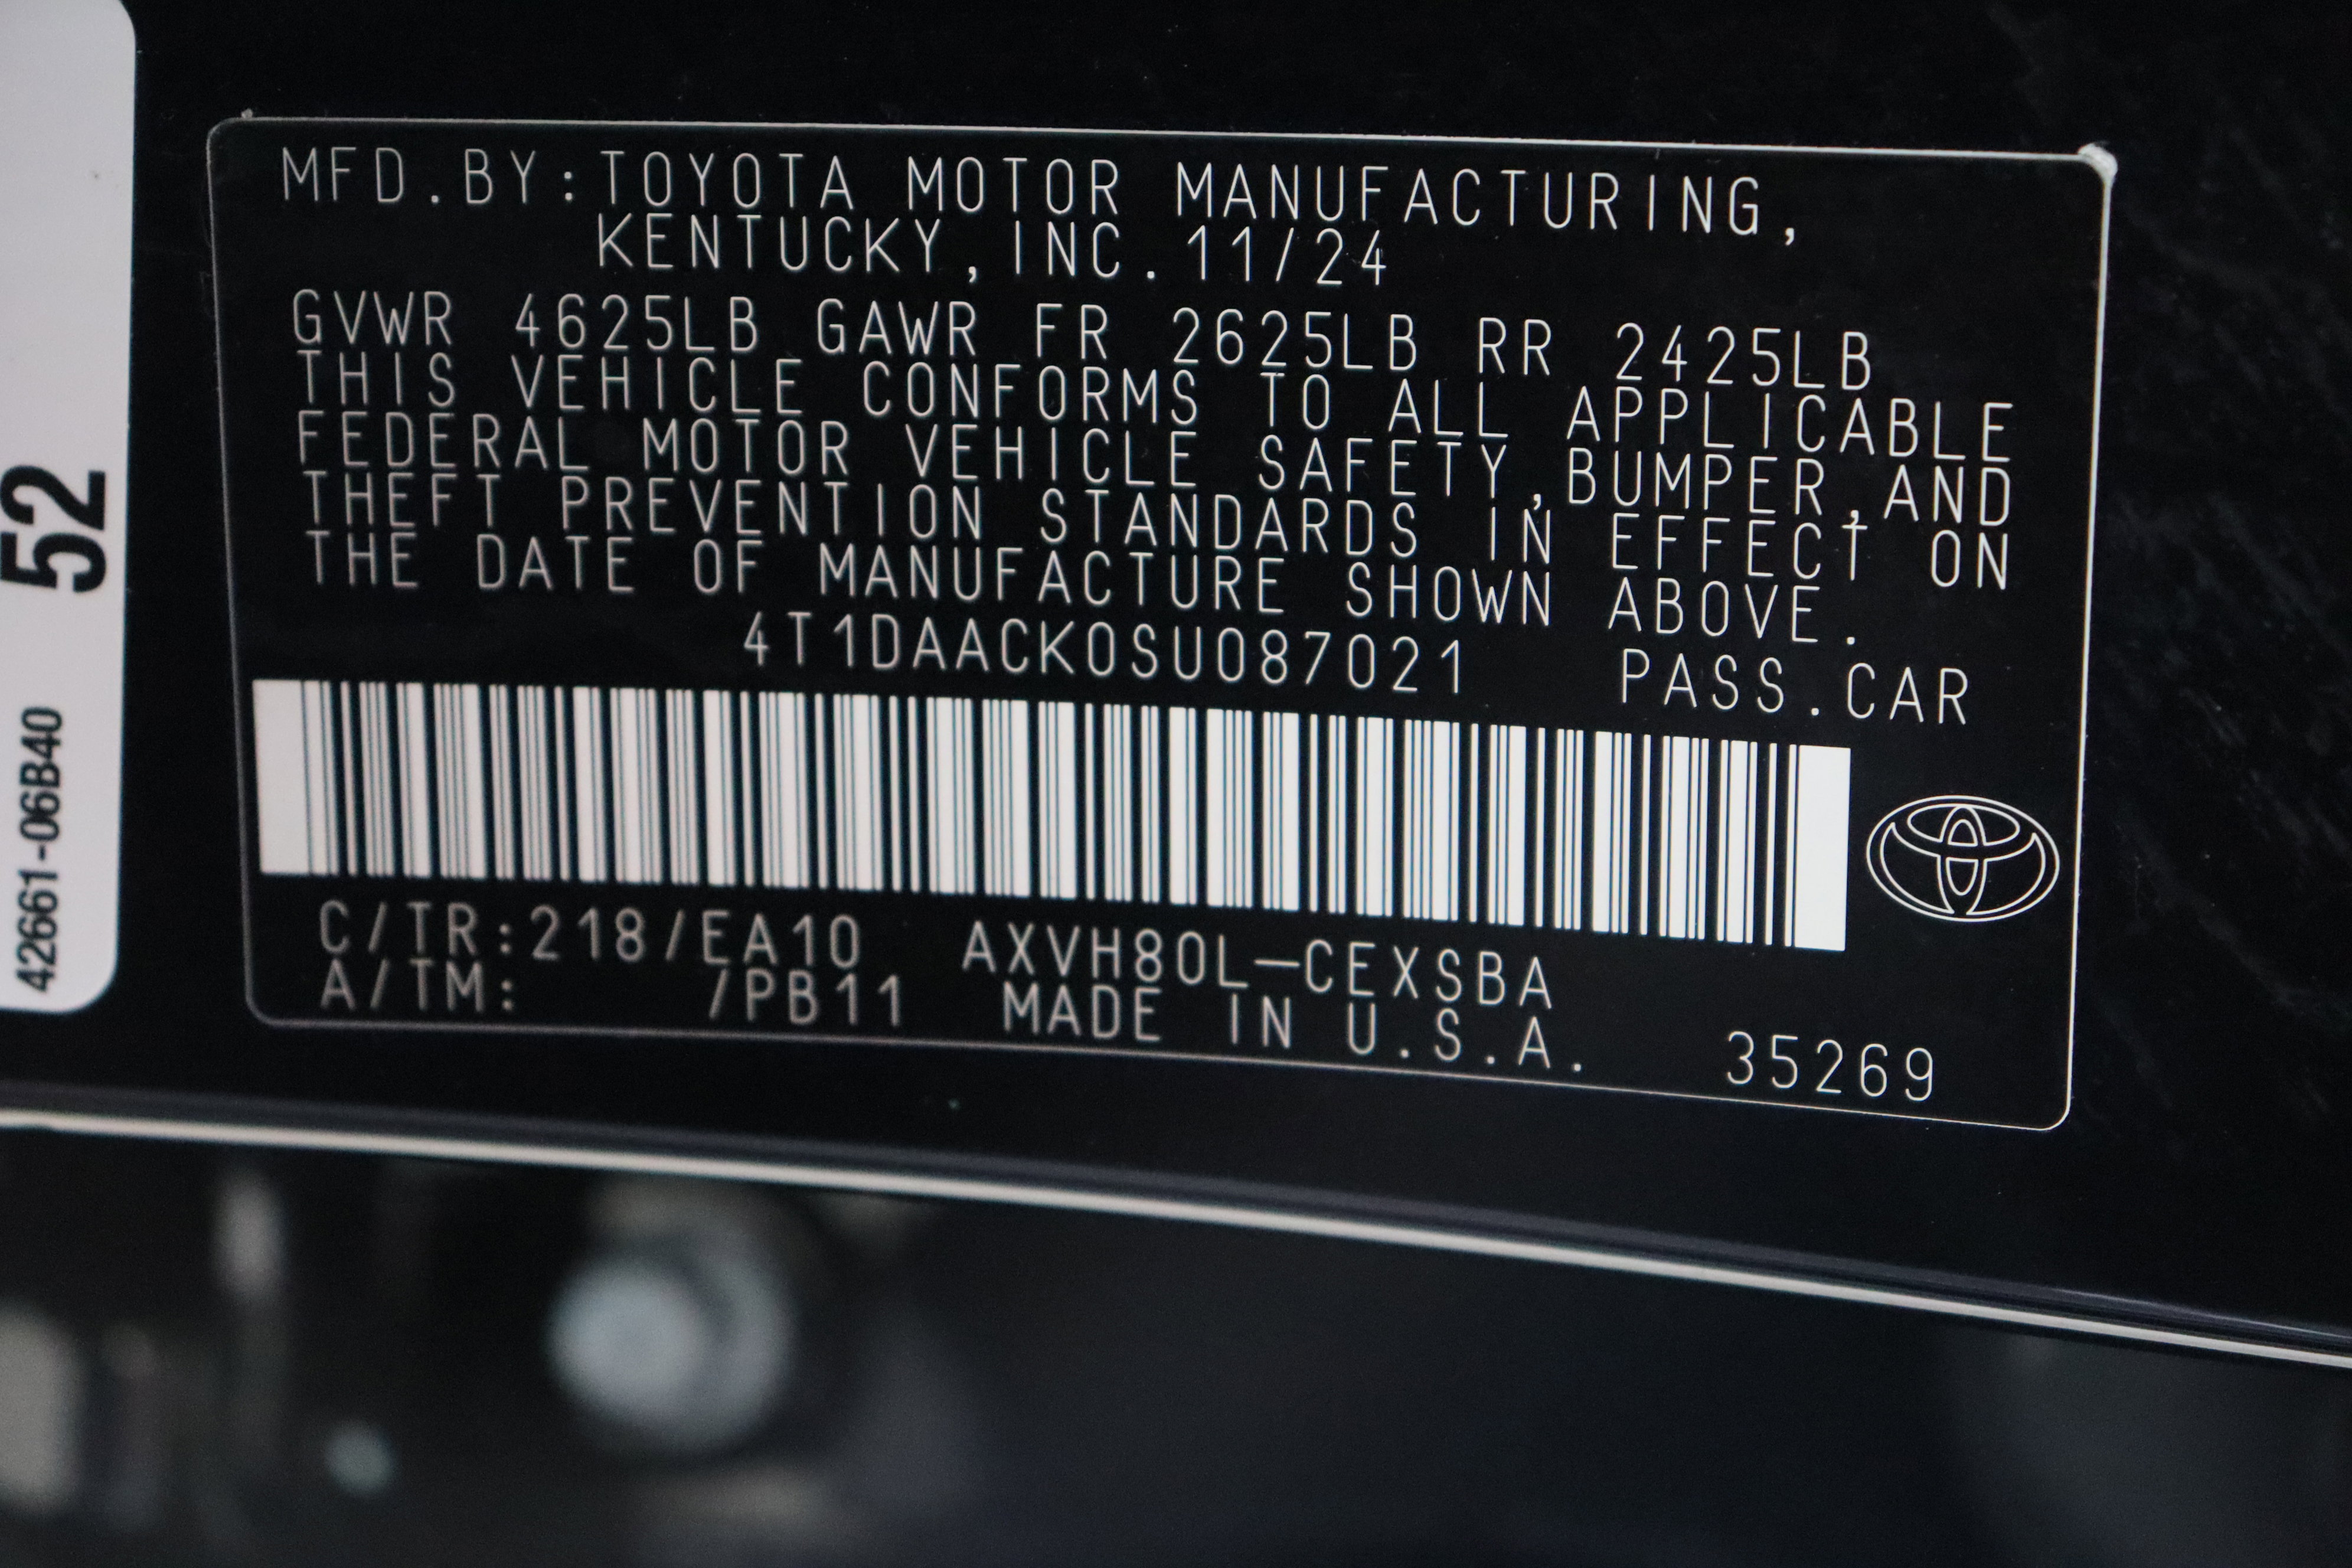 MFD.BY:TOYOTA MOTOR MANUFACTURING,
KENTUCKY,INC.11/24
GVWR 4625LB GAWR FR 2625LB RR 2425LB
THIS VEHICLE CONFORMS TO ALL APPLICABLE
FEDERAL MOTOR VEHICLE SAFETY,BUMPER,AND
THEFT PREVENTION STANDARDS IN EFFECT ON
THE DATE OF MANUFACTURE SHOWN ABOVE.
4T1DAACK0SU087021 PASS.CAR
C/TR:218/EA10 AXVH80L-CEXSBA
A/TM: /PB11 MADE IN U.S.A. 35269
52
42661-06B40